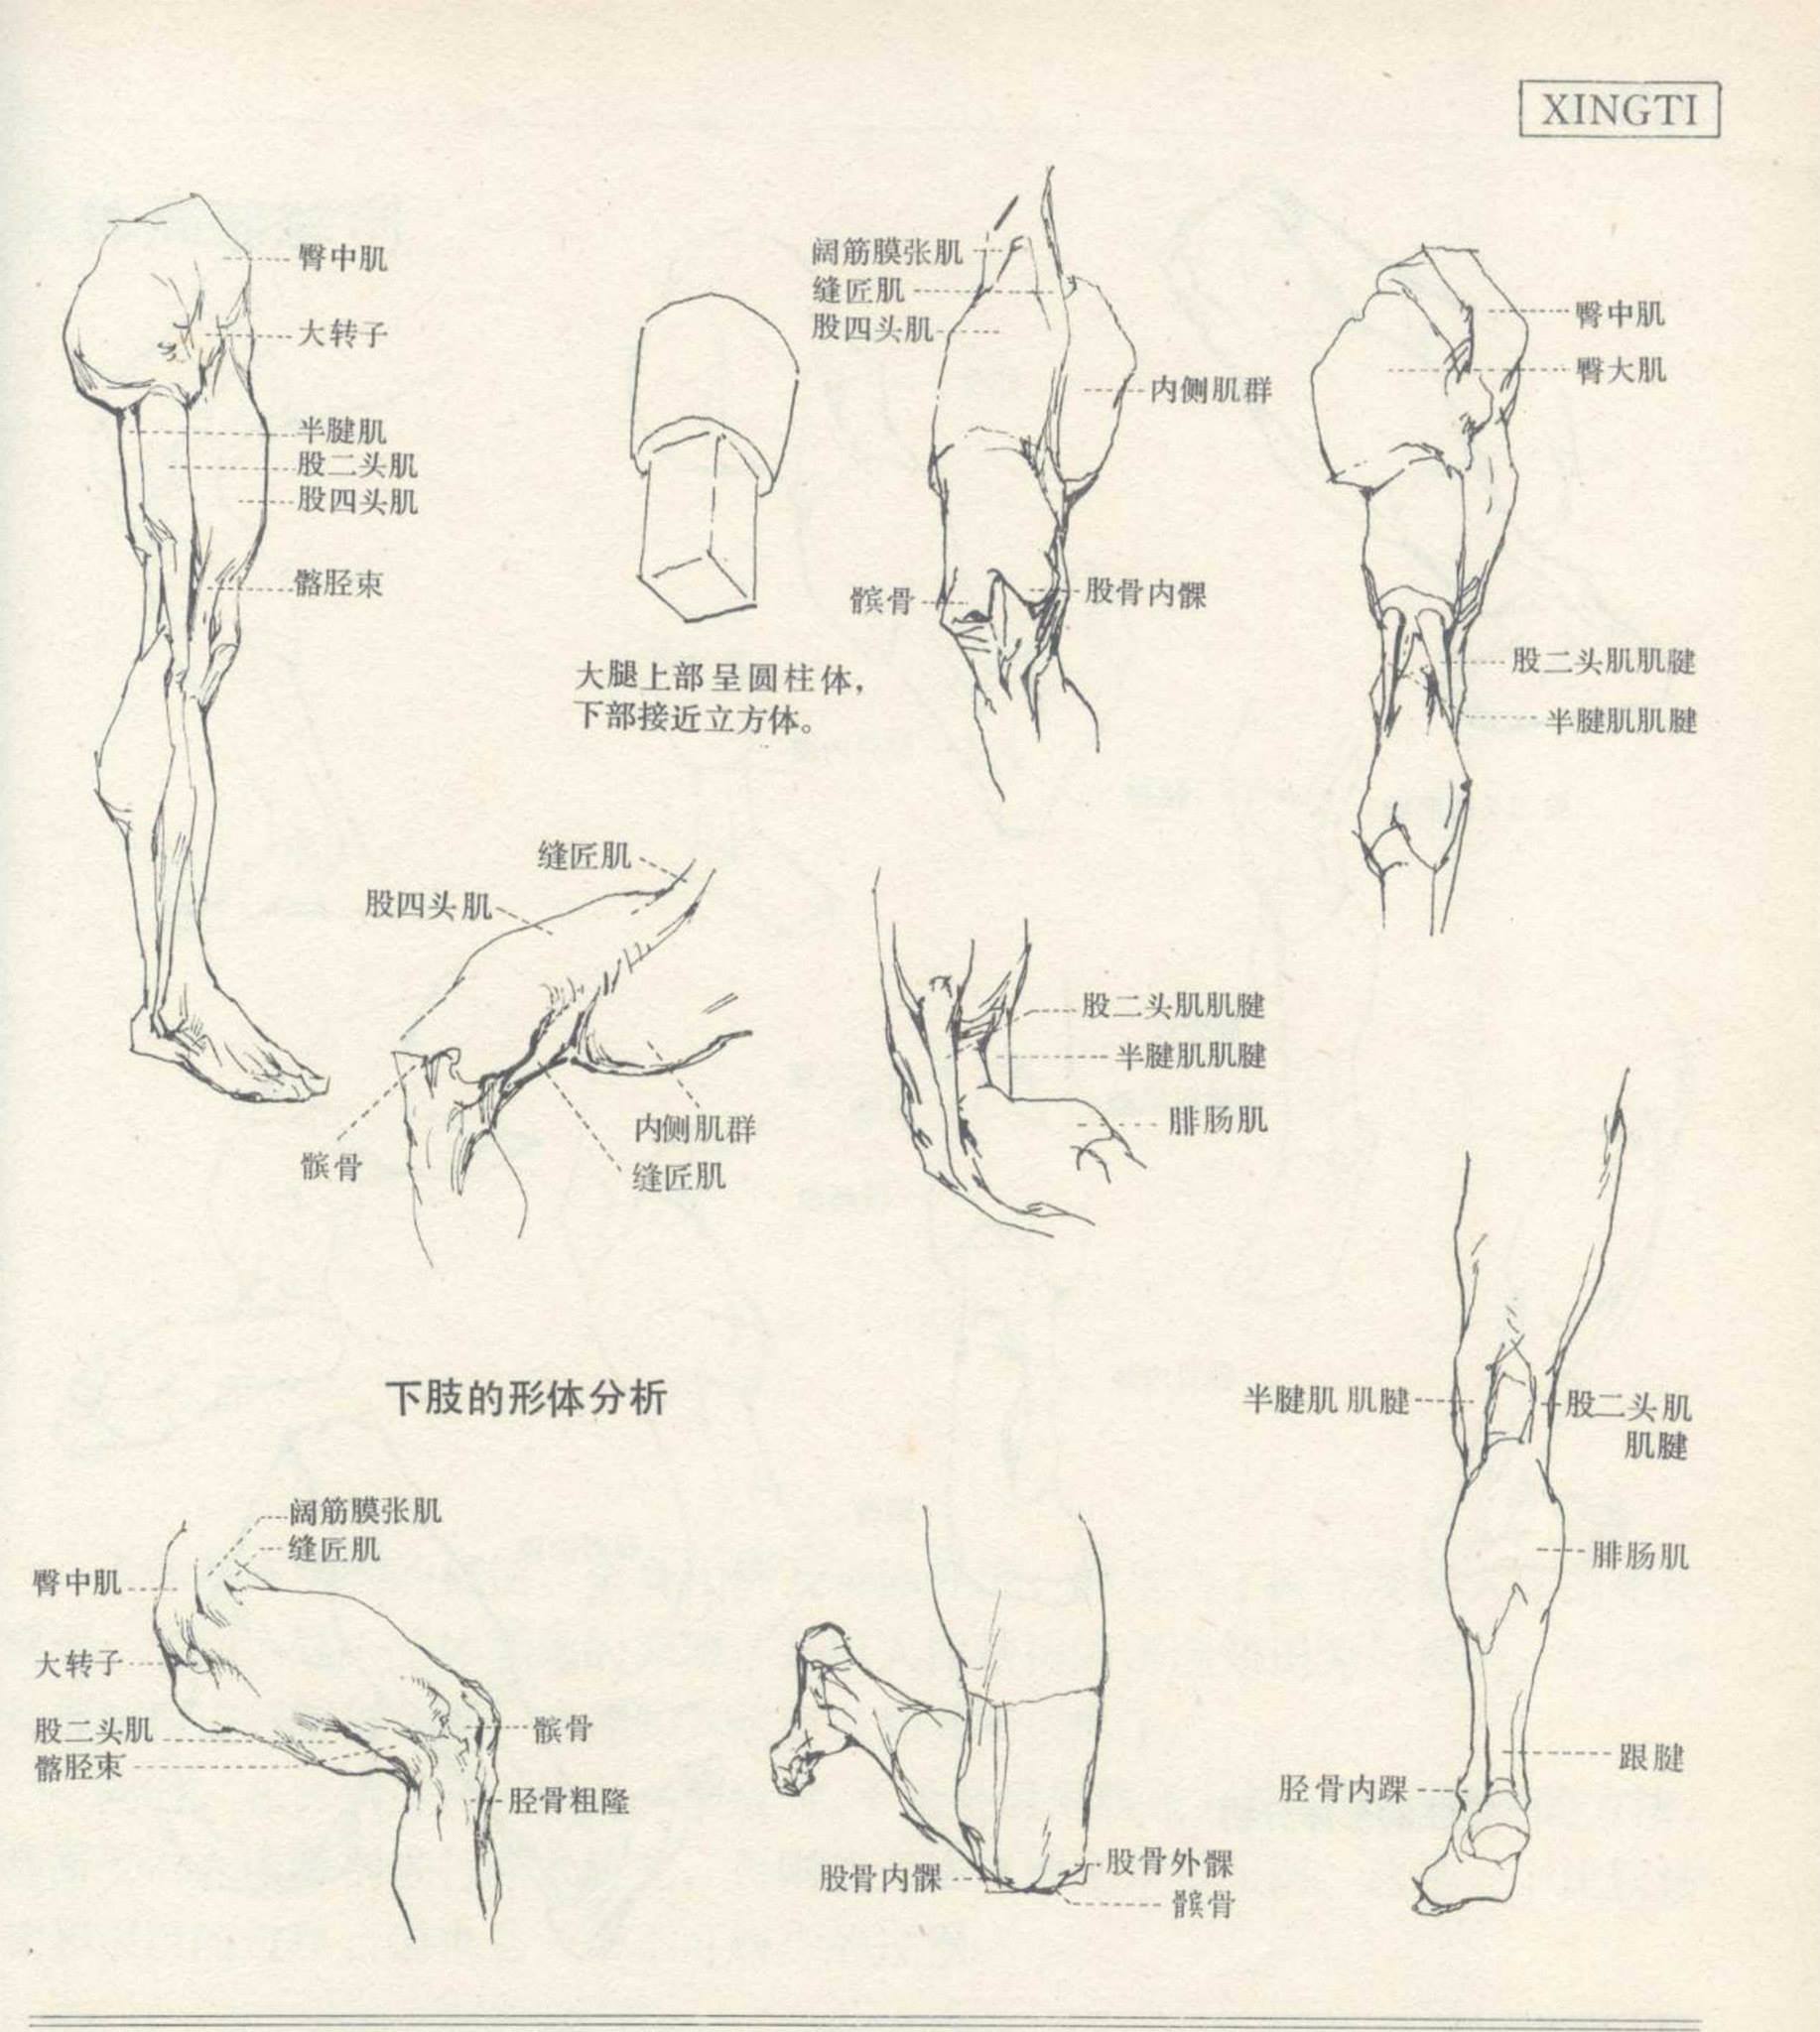 XINGTI
臀中肌
大转子
半腱肌
股二头肌
股四头肌
髂胫束
大腿上部呈圆柱体，
下部接近立方体。
阔筋膜张肌
缝匠肌
股四头肌
内侧肌群
髌骨
股骨内髁
臀中肌
臀大肌
股二头肌肌腱
半腱肌肌腱
缝匠肌
股四头肌
髌骨
内侧肌群
缝匠肌
股二头肌肌腱
半腱肌肌腱
腓肠肌
下肢的形体分析
阔筋膜张肌
缝匠肌
臀中肌
大转子
股二头肌
髂胫束
髌骨
胫骨粗隆
股骨内髁
股骨外髁
髌骨
半腱肌 肌腱
股二头肌
肌腱
腓肠肌
跟腱
胫骨内踝